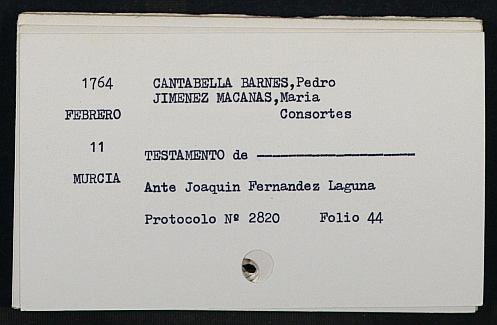 1764 CANTABELLA BARNES,Pedro
JIMENEZ MACANAS,Maria
FEBRERO Consortes
11
TESTAMENTO de
MURCIA
Ante Joaquin Fernandez Laguna
Protocolo Nº 2820 Folio 44